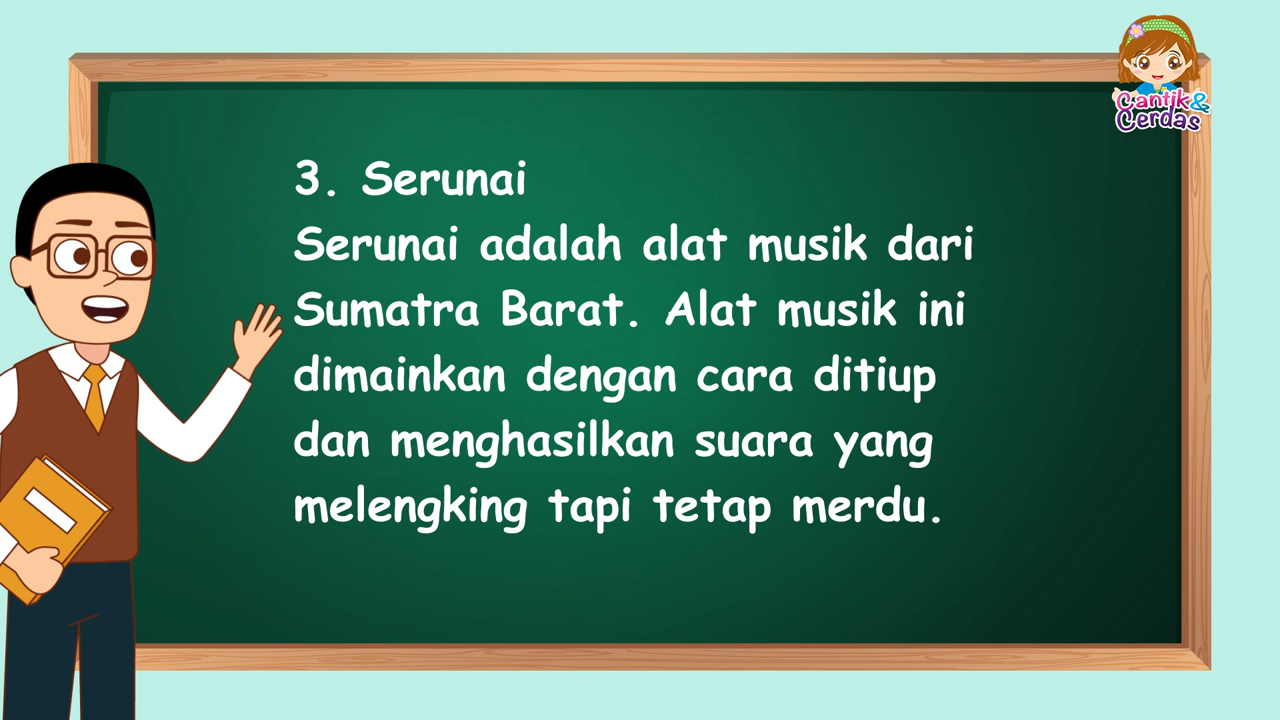 Cantik&
Cerdas
3. Serunai
Serunai adalah alat musik dari
Sumatra Barat. Alat musik ini
dimainkan dengan cara ditiup
dan menghasilkan suara yang
melengking tapi tetap merdu.